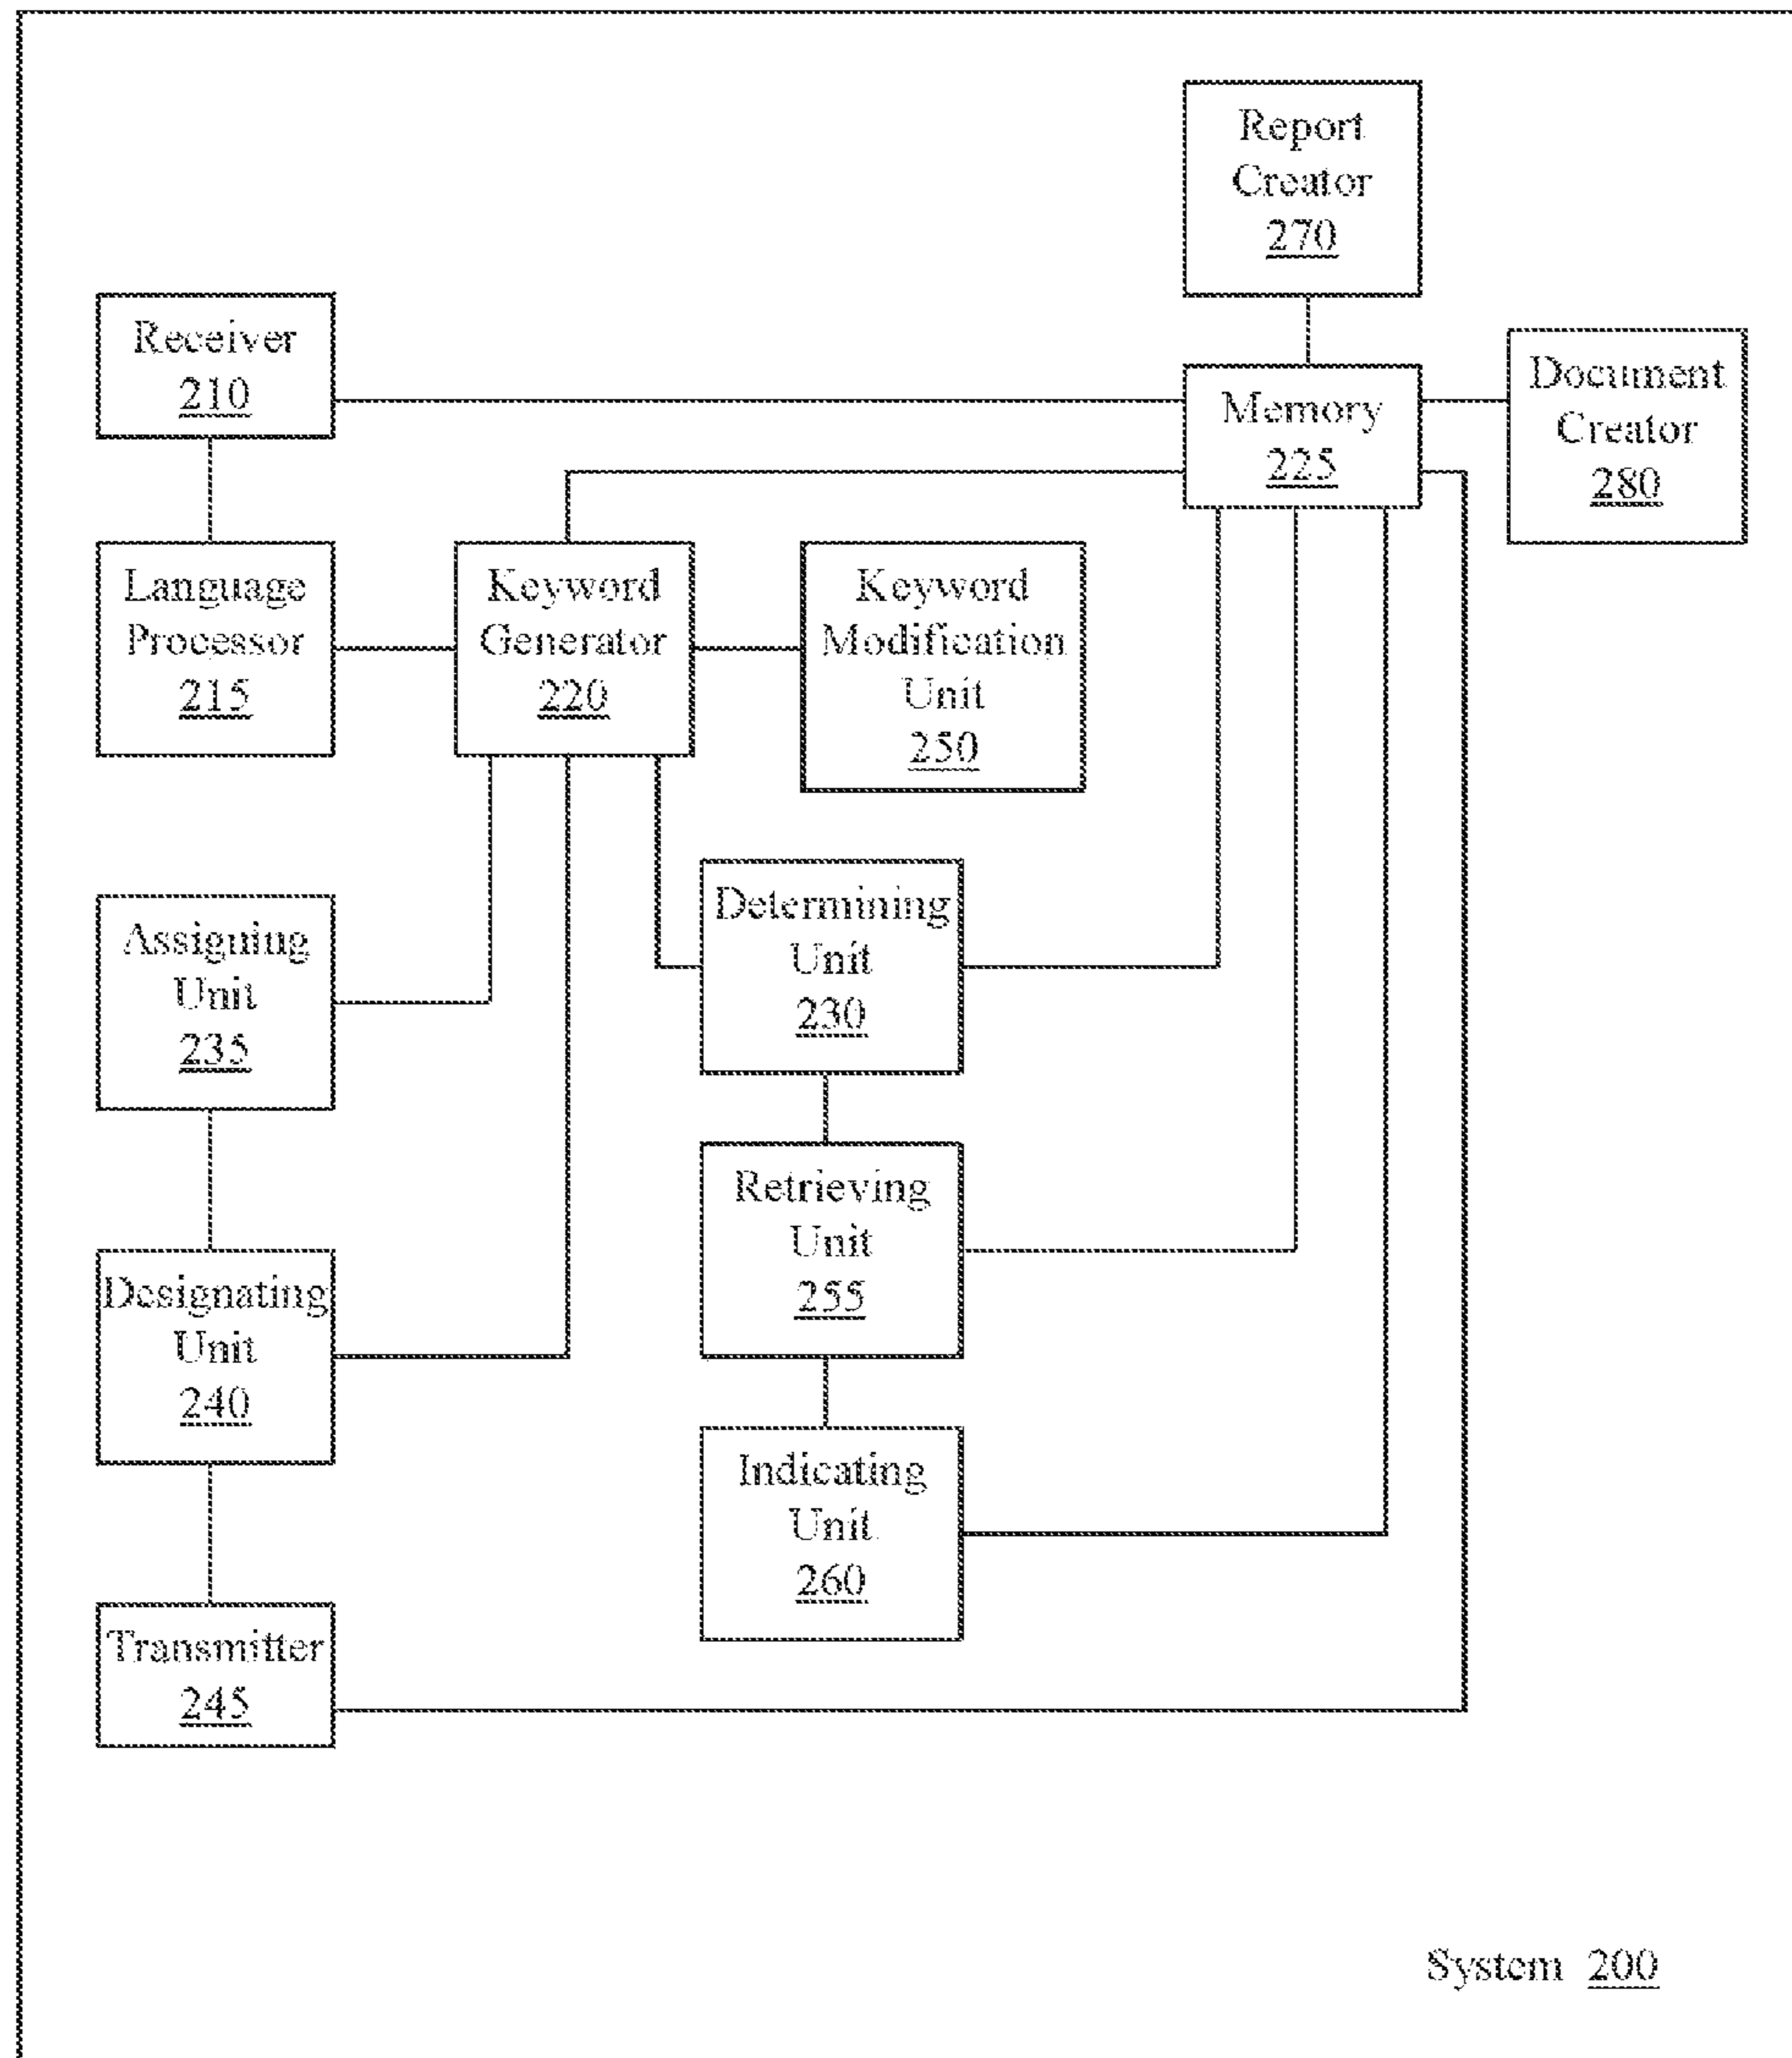 Report
Creator
270
Receiver
210
Memory
225
Document
Creator
280
Language
Processor
215
Keyword
Generator
220
Keyword
Modification
Unit
250
Assigning
Unit
235
Determining
Unit
230
Retrieving
Unit
255
Designating
Unit
240
Indicating
Unit
260
Transmitter
245
System 200